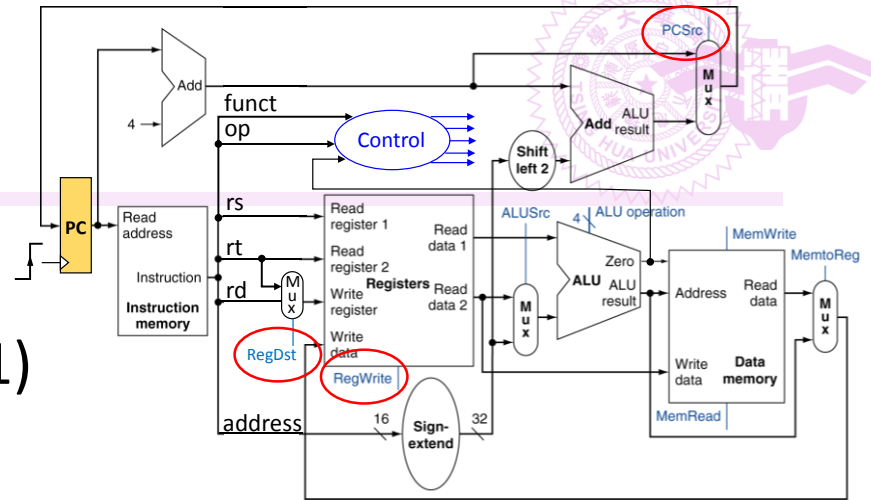 PCSrc
Add
4
M
u
x
Add
ALU
result
funct
op
Control
Shift
left 2
PC
Read
address
Instruction
Instruction
memory
rs
rt
rd
M
u
x
RegDst
Read
register 1
Read
register 2
Write
register
Write
data
Registers
Read
data 1
Read
data 2
RegWrite
ALUSrc
M
u
x
4
ALU operation
Zero
ALU
ALU
result
MemWrite
Address
Read
data
Write
data
Data
memory
MemRead
MemtoReg
M
u
x
1)
address
16
Sign-
extend
32